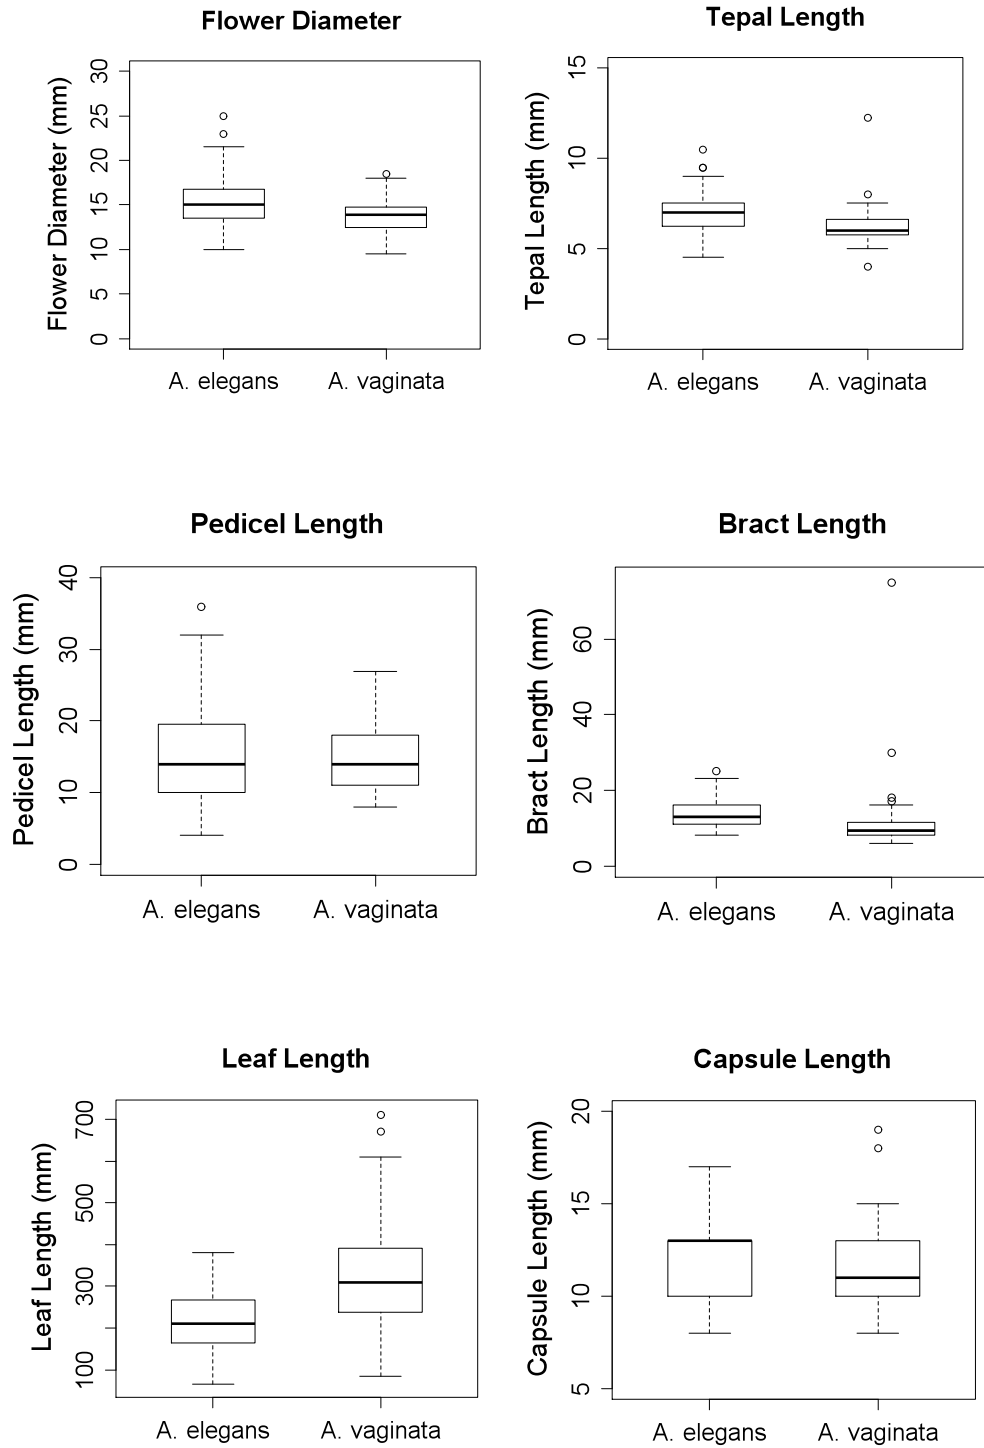 Flower Diameter
Flower Diameter (mm)
30
25
20
15
10
5
0
A. elegans
A. vaginata
Tepal Length
Tepal Length (mm)
15
10
5
0
A. elegans
A. vaginata
Pedicel Length
Pedicel Length (mm)
40
30
20
10
0
A. elegans
A. vaginata
Bract Length
Bract Length (mm)
60
40
20
0
A. elegans
A. vaginata
Leaf Length
Leaf Length (mm)
700
500
300
100
A. elegans
A. vaginata
Capsule Length
Capsule Length (mm)
20
15
10
5
A. elegans
A. vaginata